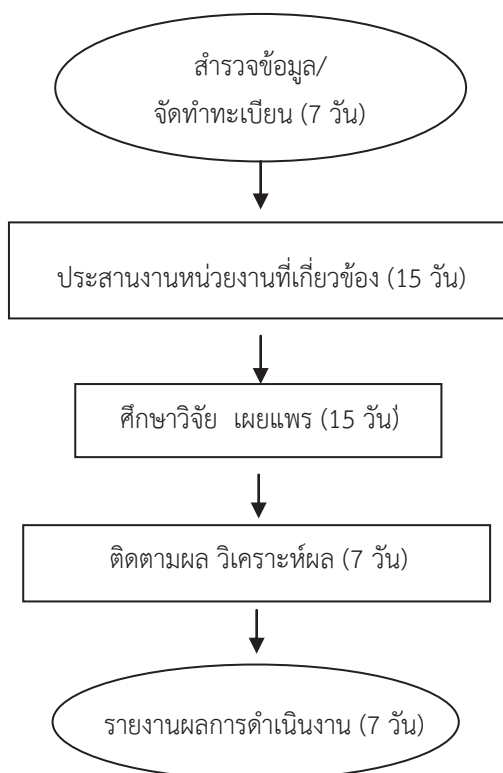 สำรวจข้อมูล/
จัดทำทะเบียน (7 วัน)
ประสานงานหน่วยงานที่เกี่ยวข้อง (15 วัน)
ศึกษาวิจัย เผยแพร่ (15 วัน)
ติดตามผล วิเคราะห์ผล (7 วัน)
รายงานผลการดำเนินงาน (7 วัน)